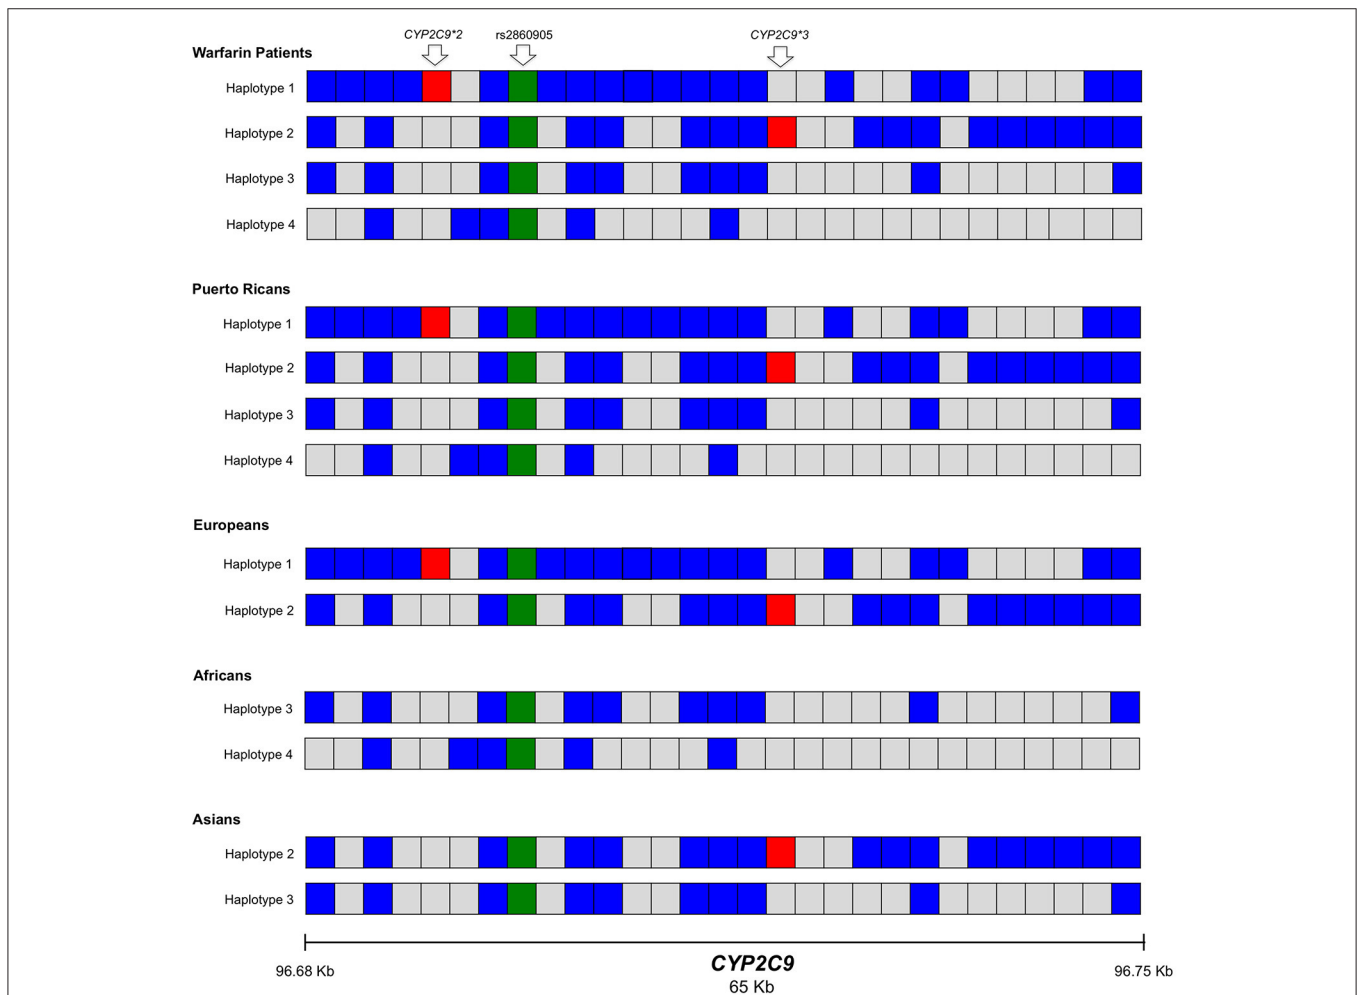 CYP2C9*2 rs2860905 CYP2C9*3
Warfarin Patients
Haplotype 1
Haplotype 2
Haplotype 3
Haplotype 4
Puerto Ricans
Haplotype 1
Haplotype 2
Haplotype 3
Haplotype 4
Europeans
Haplotype 1
Haplotype 2
Africans
Haplotype 3
Haplotype 4
Asians
Haplotype 2
Haplotype 3
96.68 Kb CYP2C9 96.75 Kb
65 Kb